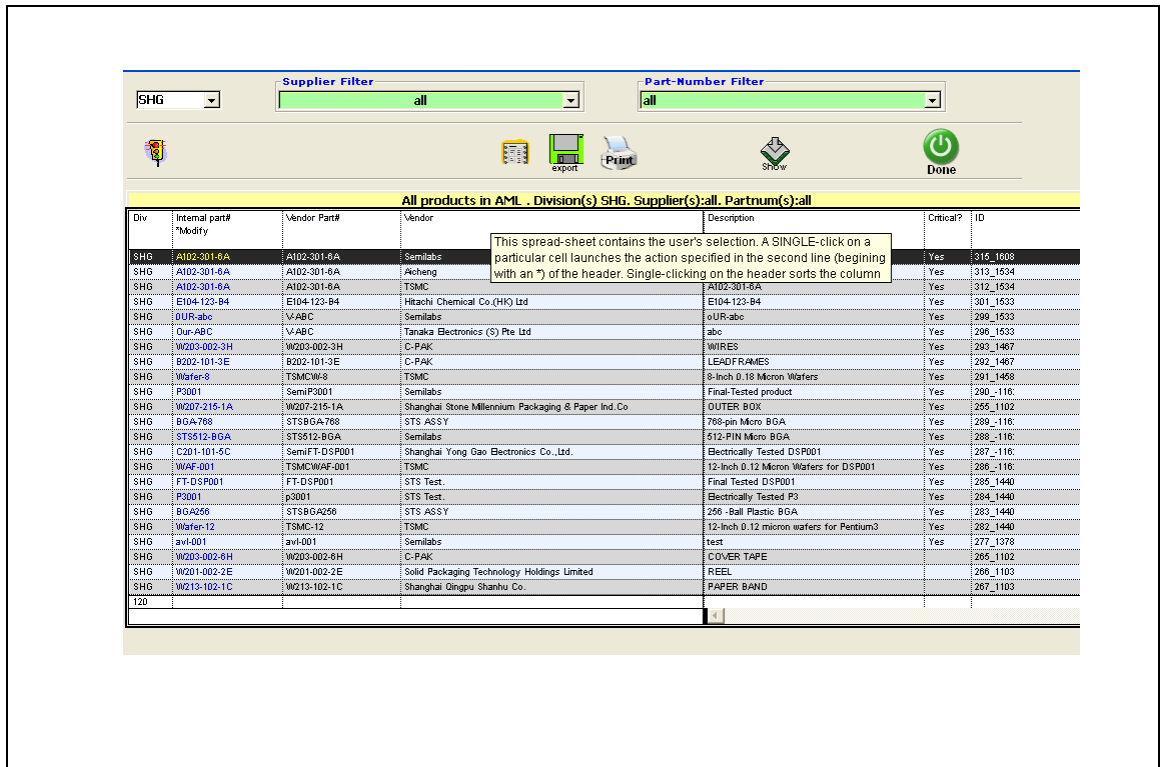 Supplier Filter Part-Number Filter
SHG all all
export Print Show Done
All products in AML . Division(s) SHG. Supplier(s):all. Partnum(s):all
Div Internal part# Vendor Part# Vendor Description Critical? ID
*Modify
This spread-sheet contains the user's selection. A SINGLE-click on a
particular cell launches the action specified in the second line (begining
with an *) of the header. Single-clicking on the header sorts the column
SHG A102-301-6A A102-301-6A Semilabs Yes 315_1608
SHG A102-301-6A A102-301-6A Aicheng Yes 313_1534
SHG A102-301-6A A102-301-6A TSMC A102-301-6A Yes 312_1534
SHG E104-123-B4 E104-123-B4 Hitachi Chemical Co.(HK) Ltd E104-123-B4 Yes 301_1533
SHG 0UR-abc V-ABC Semilabs oUR-abc Yes 299_1533
SHG Our-ABC V-ABC Tanaka Electronics (S) Pte Ltd abc Yes 296_1533
SHG W203-002-3H W203-002-3H C-PAK WIRES Yes 293_1467
SHG B202-101-3E B202-101-3E C-PAK LEADFRAMES Yes 292_1467
SHG Wafer-8 TSMCW-8 TSMC 8-Inch 0.18 Micron Wafers Yes 291_1458
SHG P3001 SemiP3001 Semilabs Final-Tested product Yes 290_-116:
SHG W207-215-1A W207-215-1A Shanghai Stone Millennium Packaging & Paper Ind.Co OUTER BOX Yes 255_1102
SHG BGA-768 STSBGA-768 STS ASSY 768-pin Micro BGA Yes 289_-116:
SHG STS512-BGA STS512-BGA Semilabs 512-PIN Micro BGA Yes 288_-116:
SHG C201-101-5C SemiFT-DSP001 Shanghai Yong Gao Electronics Co.,Ltd. Electrically Tested DSP001 Yes 287_-116:
SHG WAF-001 TSMCWAF-001 TSMC 12-Inch 0.12 Micron Wafers for DSP001 Yes 286_-116:
SHG FT-DSP001 FT-DSP001 STS Test. Final Tested DSP001 Yes 285_1440
SHG P3001 p3001 STS Test. Electrically Tested P3 Yes 284_1440
SHG BGA256 STSBGA256 STS ASSY 256 -Ball Plastic BGA Yes 283_1440
SHG Wafer-12 TSMC-12 TSMC 12-Inch 0.12 micron wafers for Pentium3 Yes 282_1440
SHG avl-001 avl-001 Semilabs test Yes 277_1378
SHG W203-002-6H W203-002-6H C-PAK COVER TAPE 265_1102
SHG W201-002-2E W201-002-2E Solid Packaging Technology Holdings Limited REEL 266_1103
SHG W213-102-1C W213-102-1C Shanghai Qingpu Shanhu Co. PAPER BAND 267_1103
120